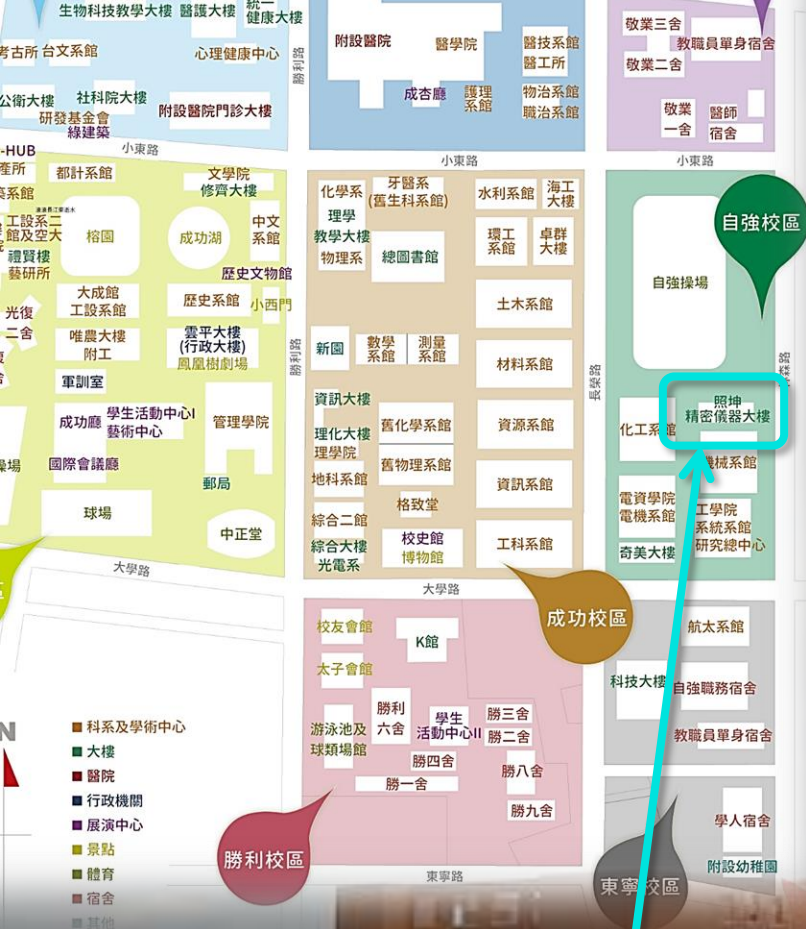 生物科技教學大樓
醫護大樓
統一
健康大樓
考古所
台文系館
心理健康中心
公衛大樓
社科院大樓
研發基金會
綠建築
附設醫院門診大樓
勝利路
附設醫院
醫學院
醫技系館
醫工所
成杏廳
護理
系館
物治系館
職治系館
敬業三舍
教職員單身宿舍
敬業二舍
敬業
一舍
醫師
宿舍
小東路
小東路
小東路
-HUB
產所
都計系館
文學院
修齊大樓
築系館
工設系二
館及空大
榕園
成功湖
中文
系館
禮賢樓
藝研所
歷史文物館
大成館
工設系館
歷史系館
小西門
光復
二舍
唯農大樓
附工
雲平大樓
(行政大樓)
鳳凰樹劇場
軍訓室
成功廳
學生活動中心I
藝術中心
管理學院
操場
國際會議廳
郵局
球場
中正堂
大學路
勝利路
化學系
牙醫系
(舊生科系館)
水利系館
海工
大樓
理學
教學大樓
物理系
總圖書館
環工
系館
卓群
大樓
土木系館
新園
數學
系館
測量
系館
材料系館
資訊大樓
舊化學系館
資源系館
理化大樓
理學院
地科系館
舊物理系館
資訊系館
格致堂
綜合二館
綜合大樓
光電系
校史館
博物館
工科系館
大學路
長榮路
成功校區
自強校區
自強操場
林森路
照坤
精密儀器大樓
化工系館
機械系館
電資學院
電機系館
工學院
系統系館
研究總中心
奇美大樓
區
校友會館
K館
太子會館
游泳池及
球類場館
勝利
六舍
學生
活動中心II
勝三舍
勝二舍
勝四舍
勝一舍
勝八舍
勝九舍
勝利校區
東寧路
航太系館
科技大樓
自強職務宿舍
教職員單身宿舍
學人宿舍
附設幼稚園
東寧校區
N
科系及學術中心
大樓
醫院
行政機關
展演中心
景點
體育
宿舍
其他